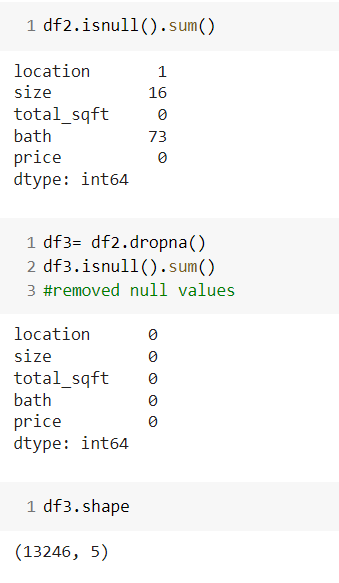 1 df2.isnull().sum()
location 1
size 16
total_sqft 0
bath 73
price 0
dtype: int64
1 df3= df2.dropna()
2 df3.isnull().sum()
3 #removed null values
location 0
size 0
total_sqft 0
bath 0
price 0
dtype: int64
1 df3.shape
(13246, 5)